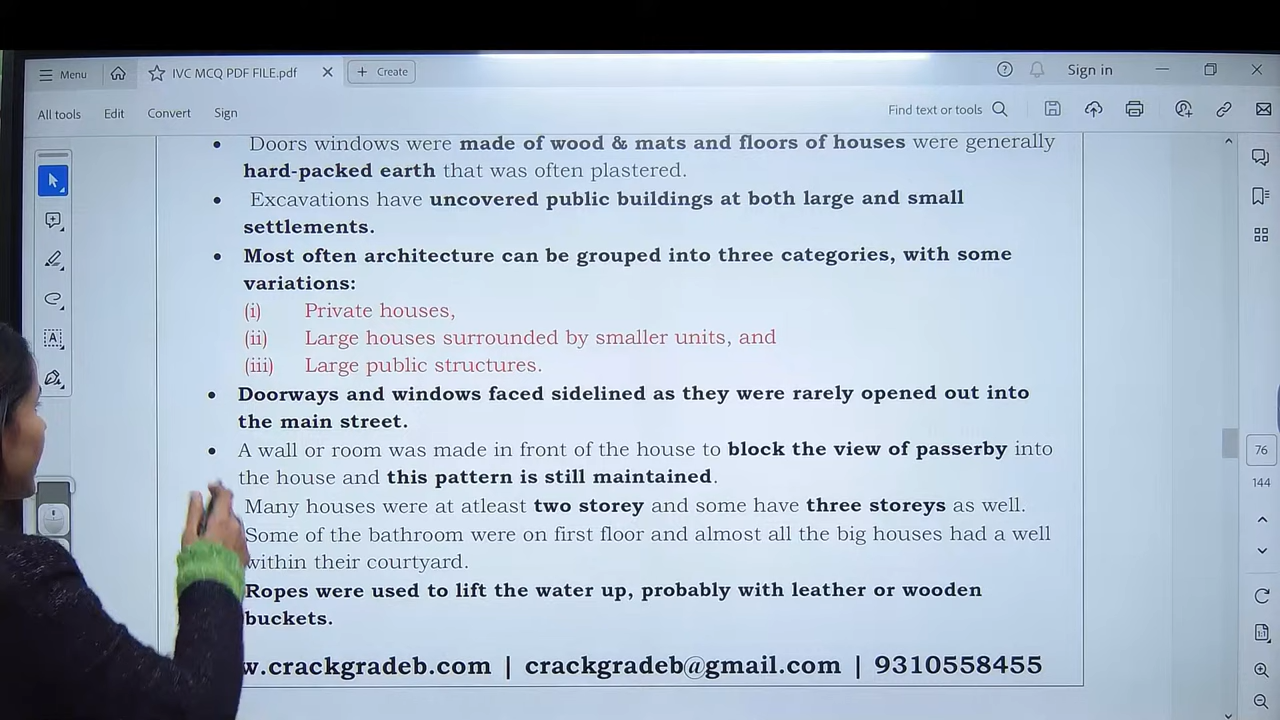 Menu
IVC MCQ PDF FILE.pdf
Create
Sign in
All tools
Edit
Convert
Sign
Find text or tools
Doors windows were made of wood & mats and floors of houses were generally
hard-packed earth that was often plastered.
Excavations have uncovered public buildings at both large and small
settlements.
Most often architecture can be grouped into three categories, with some
variations:
(i) Private houses,
(ii) Large houses surrounded by smaller units, and
(iii) Large public structures.
Doorways and windows faced sidelined as they were rarely opened out into
the main street.
A wall or room was made in front of the house to block the view of passerby into
the house and this pattern is still maintained.
Many houses were at atleast two storey and some have three storeys as well.
Some of the bathroom were on first floor and almost all the big houses had a well
within their courtyard.
Ropes were used to lift the water up, probably with leather or wooden
buckets.
w.crackgradeb.com | crackgradeb@gmail.com | 9310558455
76
144